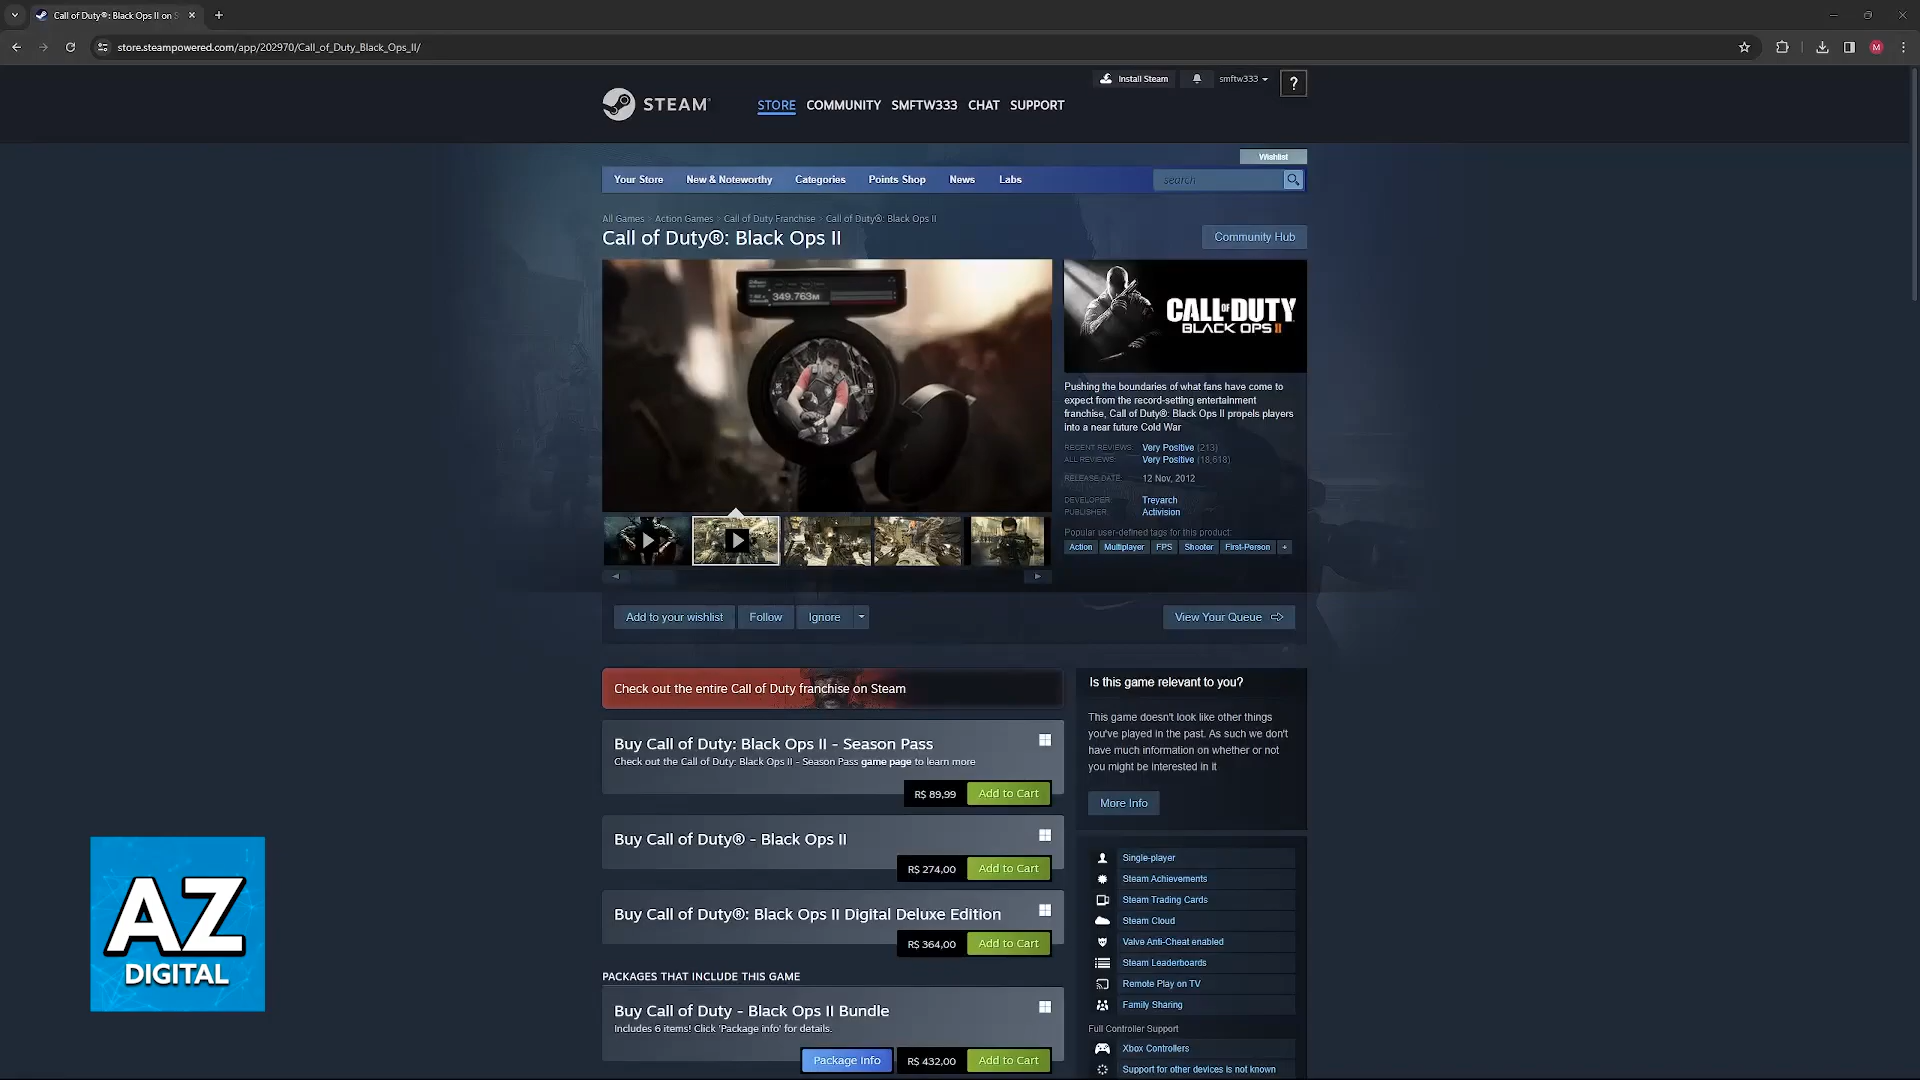 Call of Duty®: Black Ops II on S
store.steampowered.com/app/202970/Call_of_Duty_Black_Ops_II/
M
Install Steam
smftw333
?
STEAM
STORE COMMUNITY SMFTW333 CHAT SUPPORT
Wishlist
Your Store New & Noteworthy Categories Points Shop News Labs
search
All Games > Action Games > Call of Duty Franchise > Call of Duty®: Black Ops II
Call of Duty®: Black Ops II
Community Hub
349.763M
CALL OF DUTY
BLACK OPS II
Pushing the boundaries of what fans have come to
expect from the record-setting entertainment
franchise, Call of Duty®: Black Ops II propels players
into a near future Cold War
RECENT REVIEWS: Very Positive (213)
ALL REVIEWS: Very Positive (18,618)
RELEASE DATE: 12 Nov, 2012
DEVELOPER: Treyarch
PUBLISHER: Activision
Popular user-defined tags for this product:
Action Multiplayer FPS Shooter First-Person +
Add to your wishlist Follow Ignore
View Your Queue
Check out the entire Call of Duty franchise on Steam
Buy Call of Duty: Black Ops II - Season Pass
Check out the Call of Duty: Black Ops II - Season Pass game page to learn more
R$ 89,99 Add to Cart
Buy Call of Duty® - Black Ops II
R$ 274,00 Add to Cart
Buy Call of Duty®: Black Ops II Digital Deluxe Edition
R$ 364,00 Add to Cart
PACKAGES THAT INCLUDE THIS GAME
Buy Call of Duty - Black Ops II Bundle
Includes 6 items! Click 'Package info' for details.
Package Info R$ 432,00 Add to Cart
Is this game relevant to you?
This game doesn't look like other things
you've played in the past. As such we don't
have much information on whether or not
you might be interested in it
More Info
Single-player
Steam Achievements
Steam Trading Cards
Steam Cloud
Valve Anti-Cheat enabled
Steam Leaderboards
Remote Play on TV
Family Sharing
Full Controller Support
Xbox Controllers
Support for other devices is not known
AZ
DIGITAL